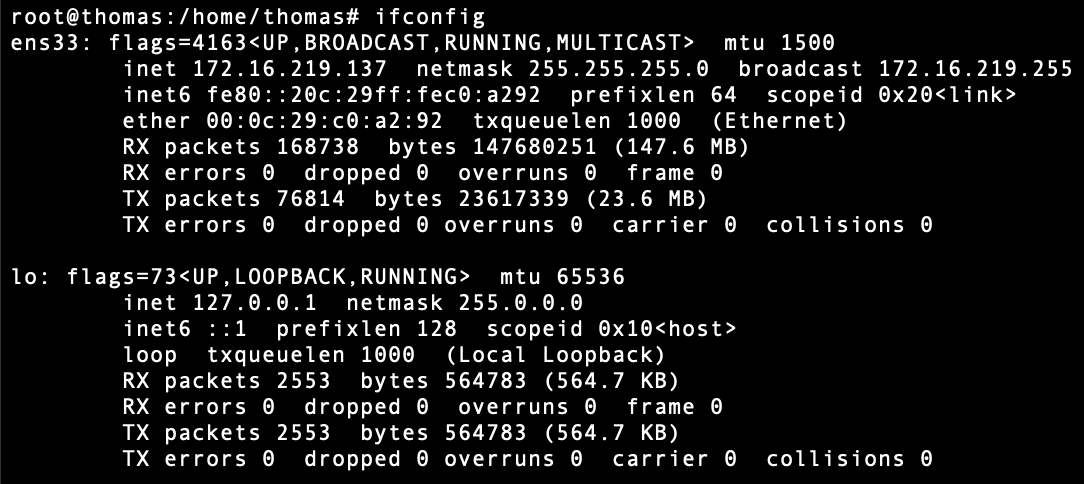 root@thomas:/home/thomas# ifconfig
ens33: flags=4163<UP,BROADCAST,RUNNING,MULTICAST>  mtu 1500
        inet 172.16.219.137  netmask 255.255.255.0  broadcast 172.16.219.255
        inet6 fe80::20c:29ff:fec0:a292  prefixlen 64  scopeid 0x20<link>
        ether 00:0c:29:c0:a2:92  txqueuelen 1000  (Ethernet)
        RX packets 168738  bytes 147680251 (147.6 MB)
        RX errors 0  dropped 0  overruns 0  frame 0
        TX packets 76814  bytes 23617339 (23.6 MB)
        TX errors 0  dropped 0 overruns 0  carrier 0  collisions 0

lo: flags=73<UP,LOOPBACK,RUNNING>  mtu 65536
        inet 127.0.0.1  netmask 255.0.0.0
        inet6 ::1  prefixlen 128  scopeid 0x10<host>
        loop  txqueuelen 1000  (Local Loopback)
        RX packets 2553  bytes 564783 (564.7 KB)
        RX errors 0  dropped 0  overruns 0  frame 0
        TX packets 2553  bytes 564783 (564.7 KB)
        TX errors 0  dropped 0 overruns 0  carrier 0  collisions 0